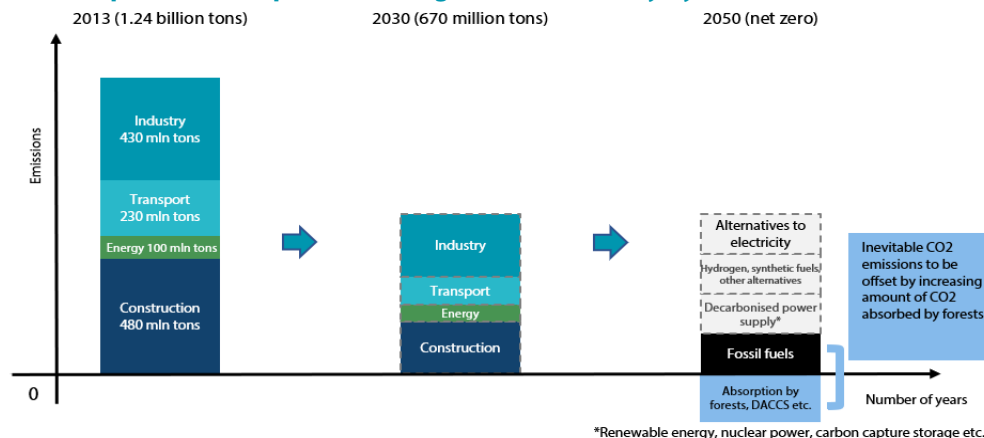 2013 (1.24 billion tons)
2030 (670 million tons)
2050 (net zero)
Emissions
Industry
430 mln tons
Transport
230 mln tons
Energy 100 mln tons
Construction
480 mln tons
Industry
Transport
Energy
Construction
Alternatives to
electricity
Hydrogen, synthetic fuels,
other alternatives
Decarbonised power
supply*
Fossil fuels
Absorption by
forests, DACCS etc.
Inevitable CO2
emissions to be
offset by increasing
amount of CO2
absorbed by forests
0
Number of years
*Renewable energy, nuclear power, carbon capture storage etc.